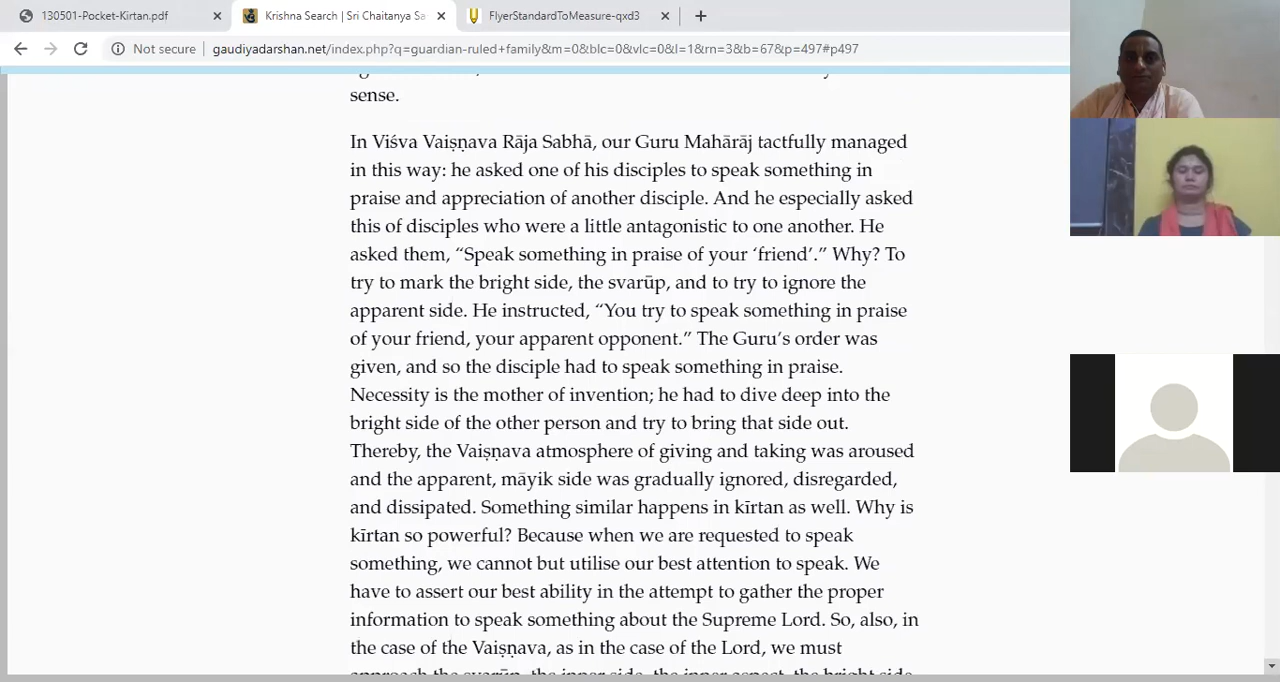 130501-Pocket-Kirtan.pdf
Krishna Search | Sri Chaitanya Sa
FlyerStandardToMeasure-qxd3
Not secure
gaudiyadarshan.net/index.php?q=guardian-ruled+family&m=0&blc=0&vlc=0&l=1&rn=3&b=67&p=497#p497
sense.
In Viśva Vaiṣṇava Rāja Sabhā, our Guru Mahārāj tactfully managed
in this way: he asked one of his disciples to speak something in
praise and appreciation of another disciple. And he especially asked
this of disciples who were a little antagonistic to one another. He
asked them, “Speak something in praise of your ‘friend’.” Why? To
try to mark the bright side, the svarūp, and to try to ignore the
apparent side. He instructed, “You try to speak something in praise
of your friend, your apparent opponent.” The Guru’s order was
given, and so the disciple had to speak something in praise.
Necessity is the mother of invention; he had to dive deep into the
bright side of the other person and try to bring that side out.
Thereby, the Vaiṣṇava atmosphere of giving and taking was aroused
and the apparent, māyik side was gradually ignored, disregarded,
and dissipated. Something similar happens in kīrtan as well. Why is
kīrtan so powerful? Because when we are requested to speak
something, we cannot but utilise our best attention to speak. We
have to assert our best ability in the attempt to gather the proper
information to speak something about the Supreme Lord. So, also, in
the case of the Vaiṣṇava, as in the case of the Lord, we must
approach the svarūp, the inner side, the inner aspect, the bright side